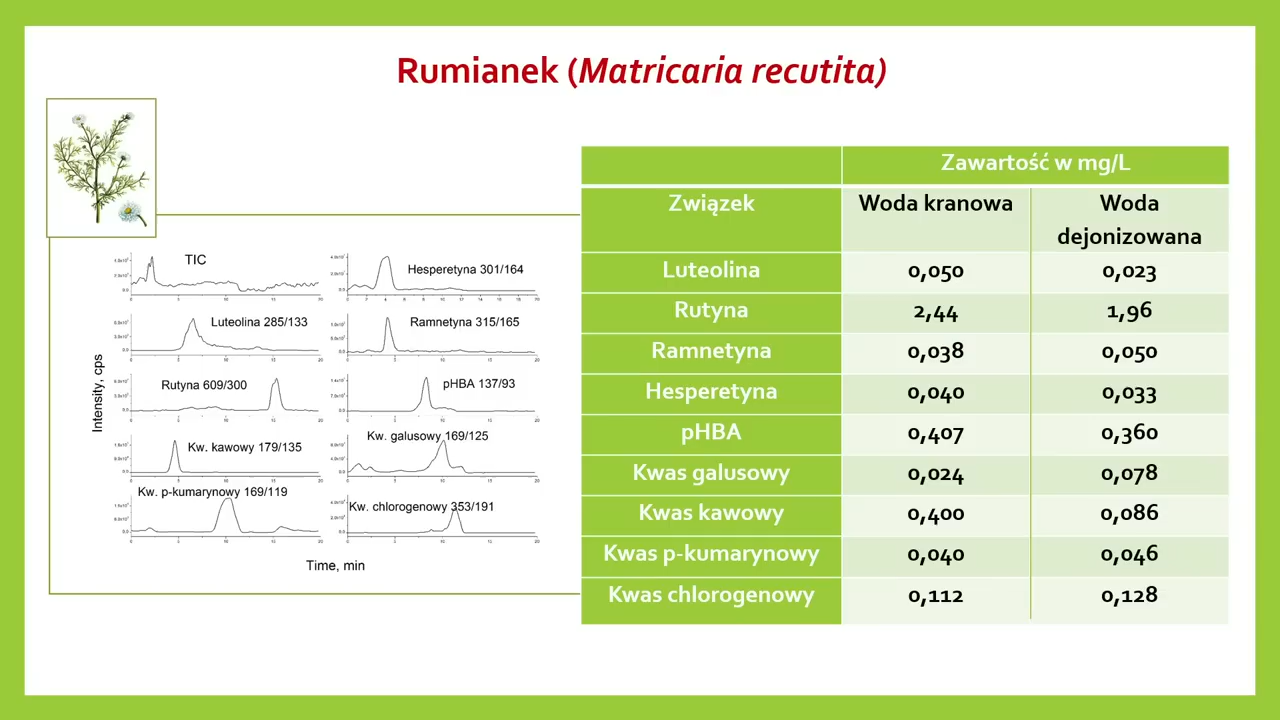 Rumianek (Matricaria recutita)
Intensity, cps
TIC
Hesperetyna 301/164
Luteolina 285/133
Ramnetyna 315/165
Rutyna 609/300
pHBA 137/93
Kw. kawowy 179/135
Kw. galusowy 169/125
Kw. p-kumarynowy 169/119
Kw. chlorogenowy 353/191
Time, min
Zawartość w mg/L
Związek Woda kranowa Woda
dejonizowana
Luteolina 0,050 0,023
Rutyna 2,44 1,96
Ramnetyna 0,038 0,050
Hesperetyna 0,040 0,033
pHBA 0,407 0,360
Kwas galusowy 0,024 0,078
Kwas kawowy 0,400 0,086
Kwas p-kumarynowy 0,040 0,046
Kwas chlorogenowy 0,112 0,128